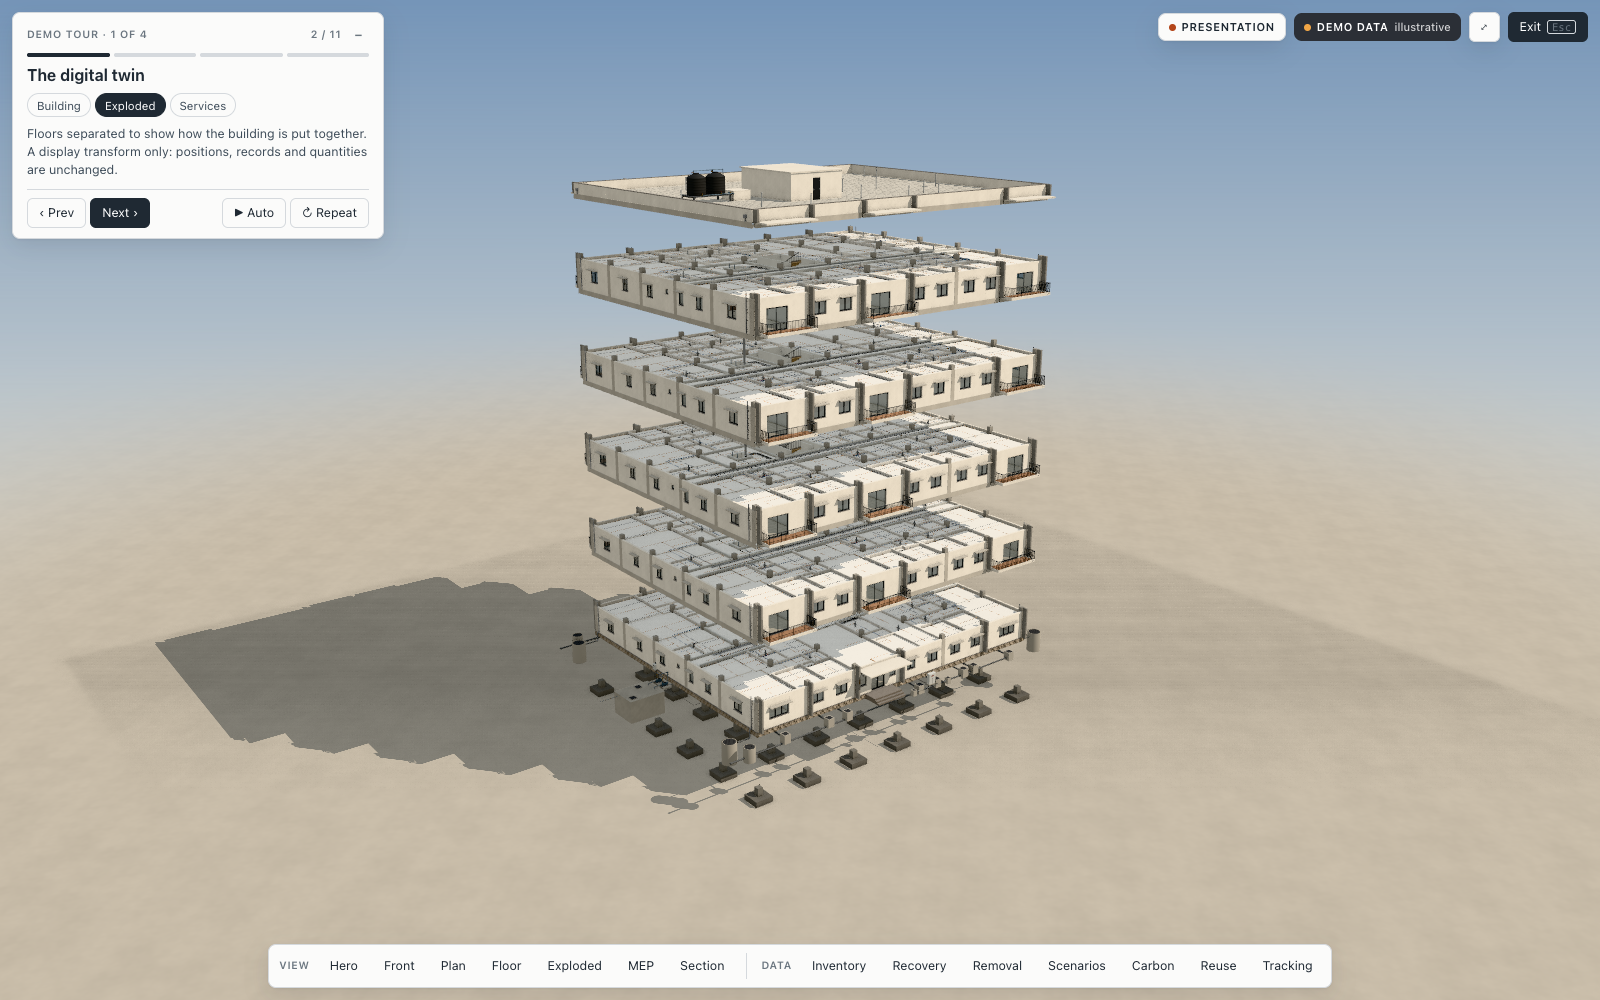 DEMO TOUR · 1 OF 4
2 / 11 –
The digital twin
Building Exploded Services
Floors separated to show how the building is put together.
A display transform only: positions, records and quantities
are unchanged.
‹ Prev Next › ▶ Auto ↻ Repeat
PRESENTATION
DEMO DATA illustrative
Exit Esc
VIEW Hero Front Plan Floor Exploded MEP Section DATA Inventory Recovery Removal Scenarios Carbon Reuse Tracking